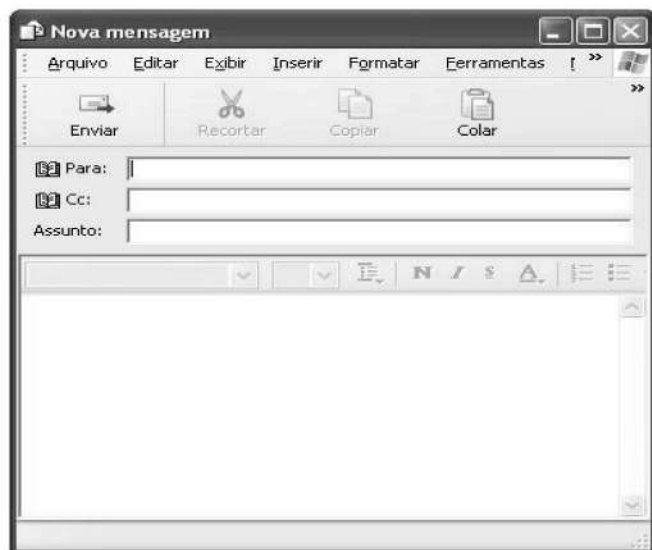 Nova mensagem
Arquivo Editar Exibir Inserir Formatar Ferramentas »
»
Enviar Recortar Copiar Colar
Para:
Cc:
Assunto:
N I S A